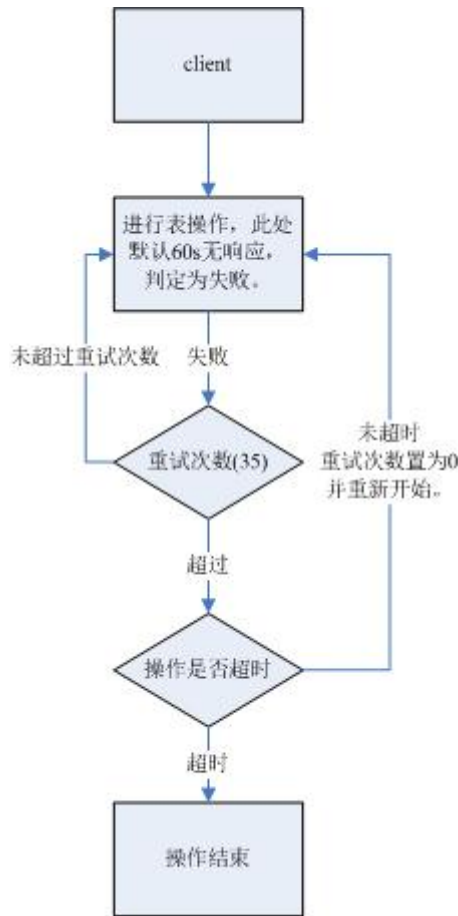 client
进行表操作，此处
默认60s无响应，
判定为失败。
未超过重试次数
失败
重试次数(35)
未超时
重试次数置为0
并重新开始。
超过
操作是否超时
超时
操作结束